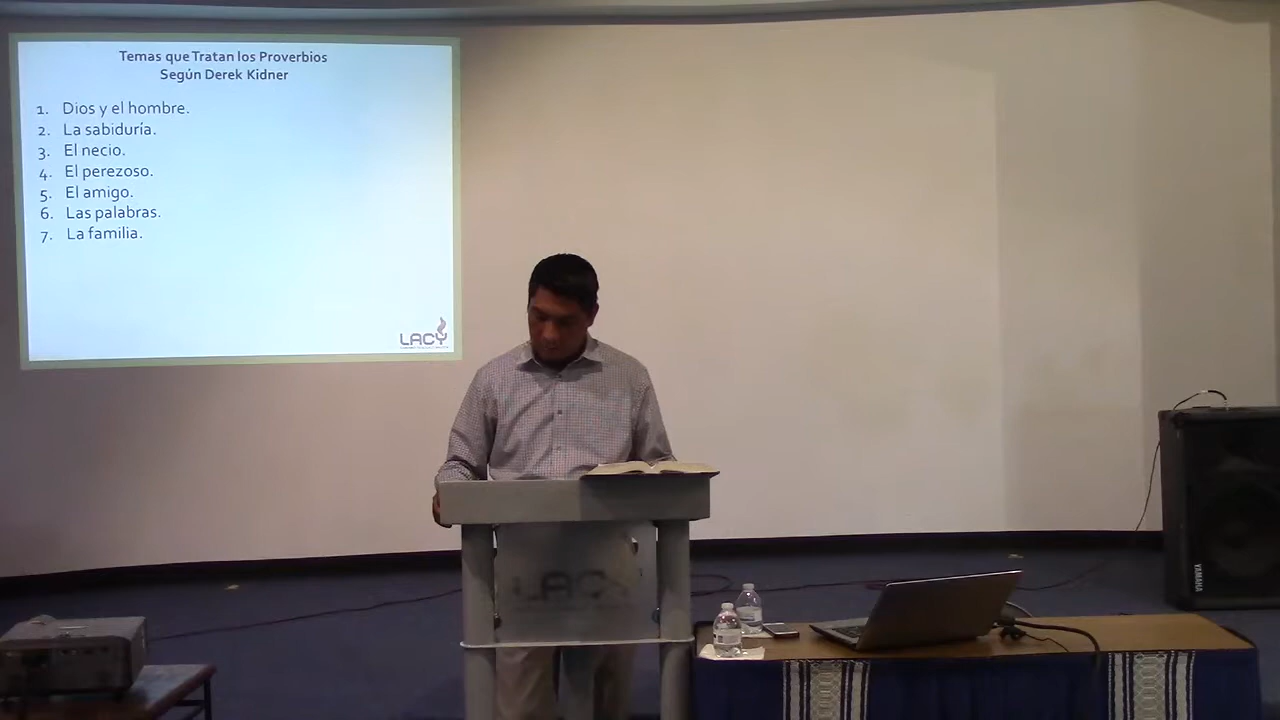 Temas que Tratan los Proverbios
Según Derek Kidner
1. Dios y el hombre.
2. La sabiduría.
3. El necio.
4. El perezoso.
5. El amigo.
6. Las palabras.
7. La familia.
LACY
LACY
YAMAHA